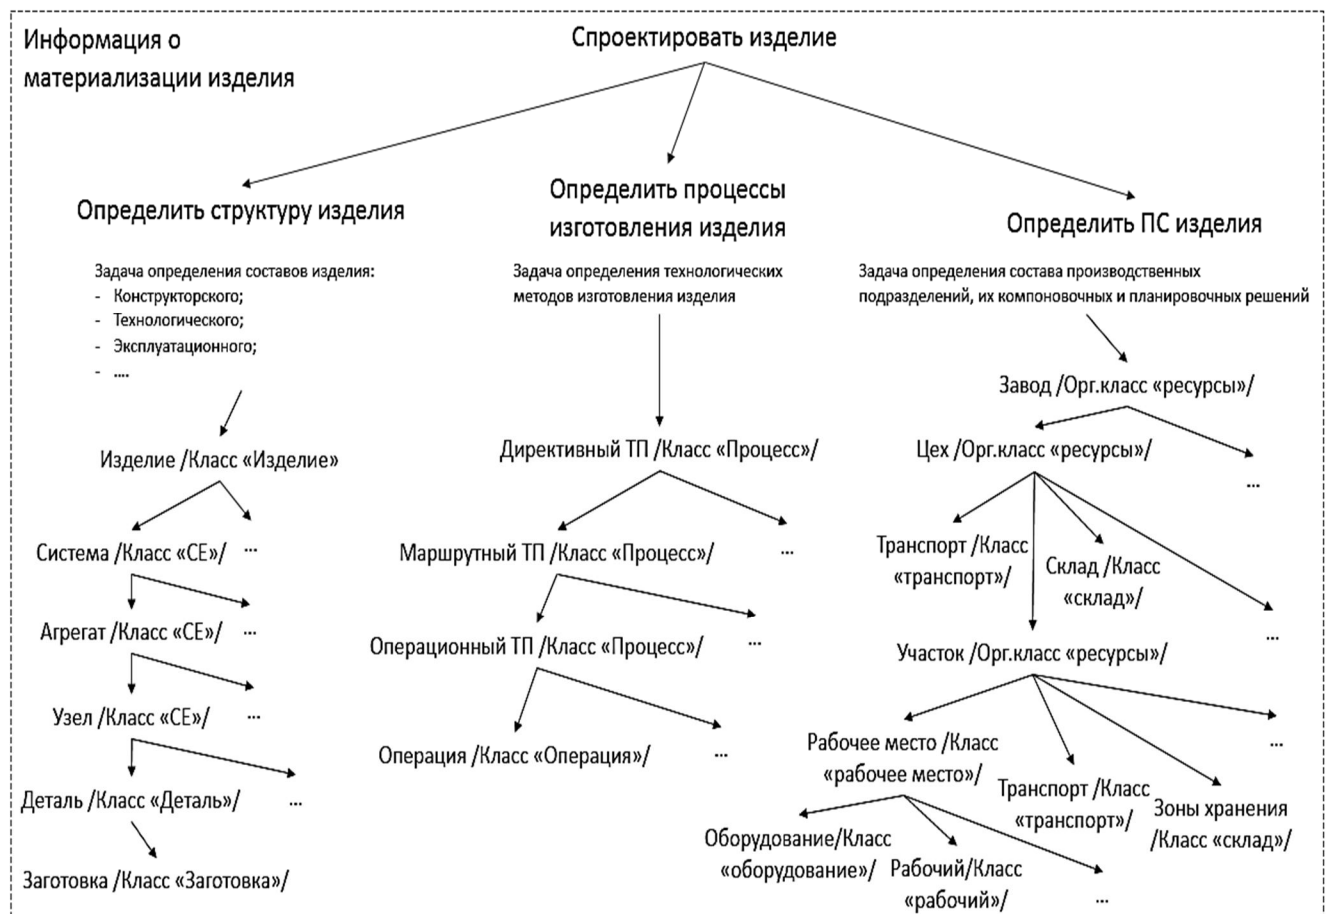 Информация о
материализации изделия
Спроектировать изделие
Определить структуру изделия
Задача определения составов изделия:
- Конструкторского;
- Технологического;
- Эксплуатационного;
- ....
Изделие /Класс «Изделие»
Система /Класс «СЕ»/
...
Агрегат /Класс «СЕ»/
...
Узел /Класс «СЕ»/
...
Деталь /Класс «Деталь»/
...
Заготовка /Класс «Заготовка»/
Определить процессы
изготовления изделия
Задача определения технологических
методов изготовления изделия
Директивный ТП /Класс «Процесс»/
Маршрутный ТП /Класс «Процесс»/
...
Операционный ТП /Класс «Процесс»/
...
Операция /Класс «Операция»/
...
Определить ПС изделия
Задача определения состава производственных
подразделений, их компоновочных и планировочных решений
Завод /Орг.класс «ресурсы»/
Цех /Орг.класс «ресурсы»/
...
Транспорт /Класс
«транспорт»/
Склад /Класс
«склад»/
...
Участок /Орг.класс «ресурсы»/
Рабочее место /Класс
«рабочее место»/
Транспорт /Класс
«транспорт»/
Зоны хранения
/Класс «склад»/
...
Оборудование/Класс
«оборудование»/
Рабочий/Класс
«рабочий»/
...